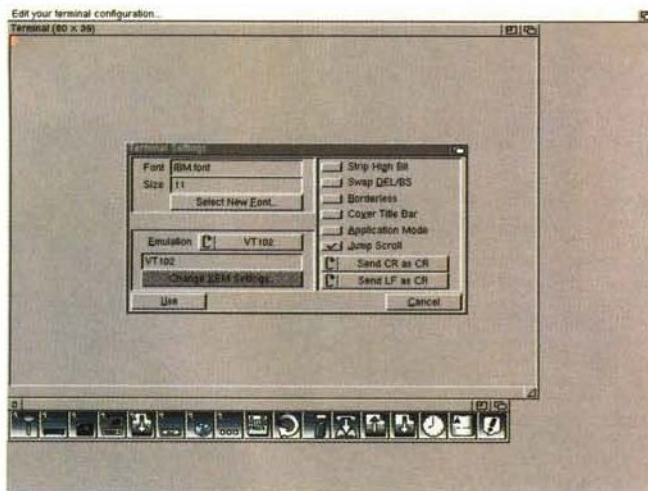 Edit your terminal configuration...
Terminal (80 X 39)
Terminal Settings
Font IBM.font
Size 11
Select New Font...
Emulation VT102
VT102
Change XEM Settings...
Use
Strip High Bit
Swap DEL/BS
Borderless
Cover Title Bar
Application Mode
Jump Scroll
Send CR as CR
Send LF as CR
Cancel